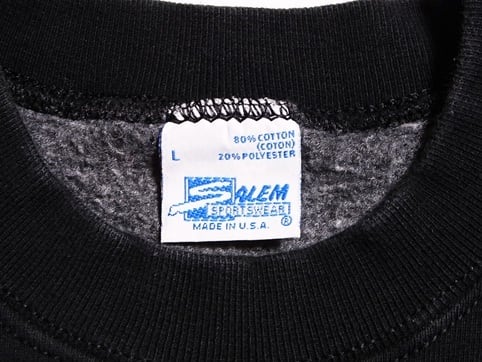 80% COTTON
(COTON)
L 20% POLYESTER
SALEM
SPORTSWEAR
®
MADE IN U.S.A.